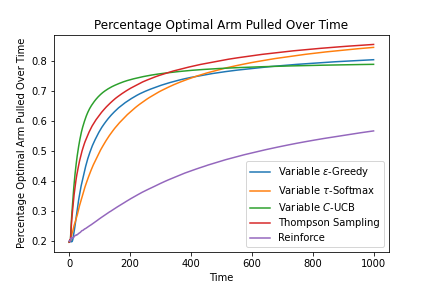 Percentage Optimal Arm Pulled Over Time
Percentage Optimal Arm Pulled Over Time
0.8
0.7
0.6
0.5
0.4
0.3
0.2
Variable ε-Greedy
Variable τ-Softmax
Variable C-UCB
Thompson Sampling
Reinforce
0
200
400
600
800
1000
Time